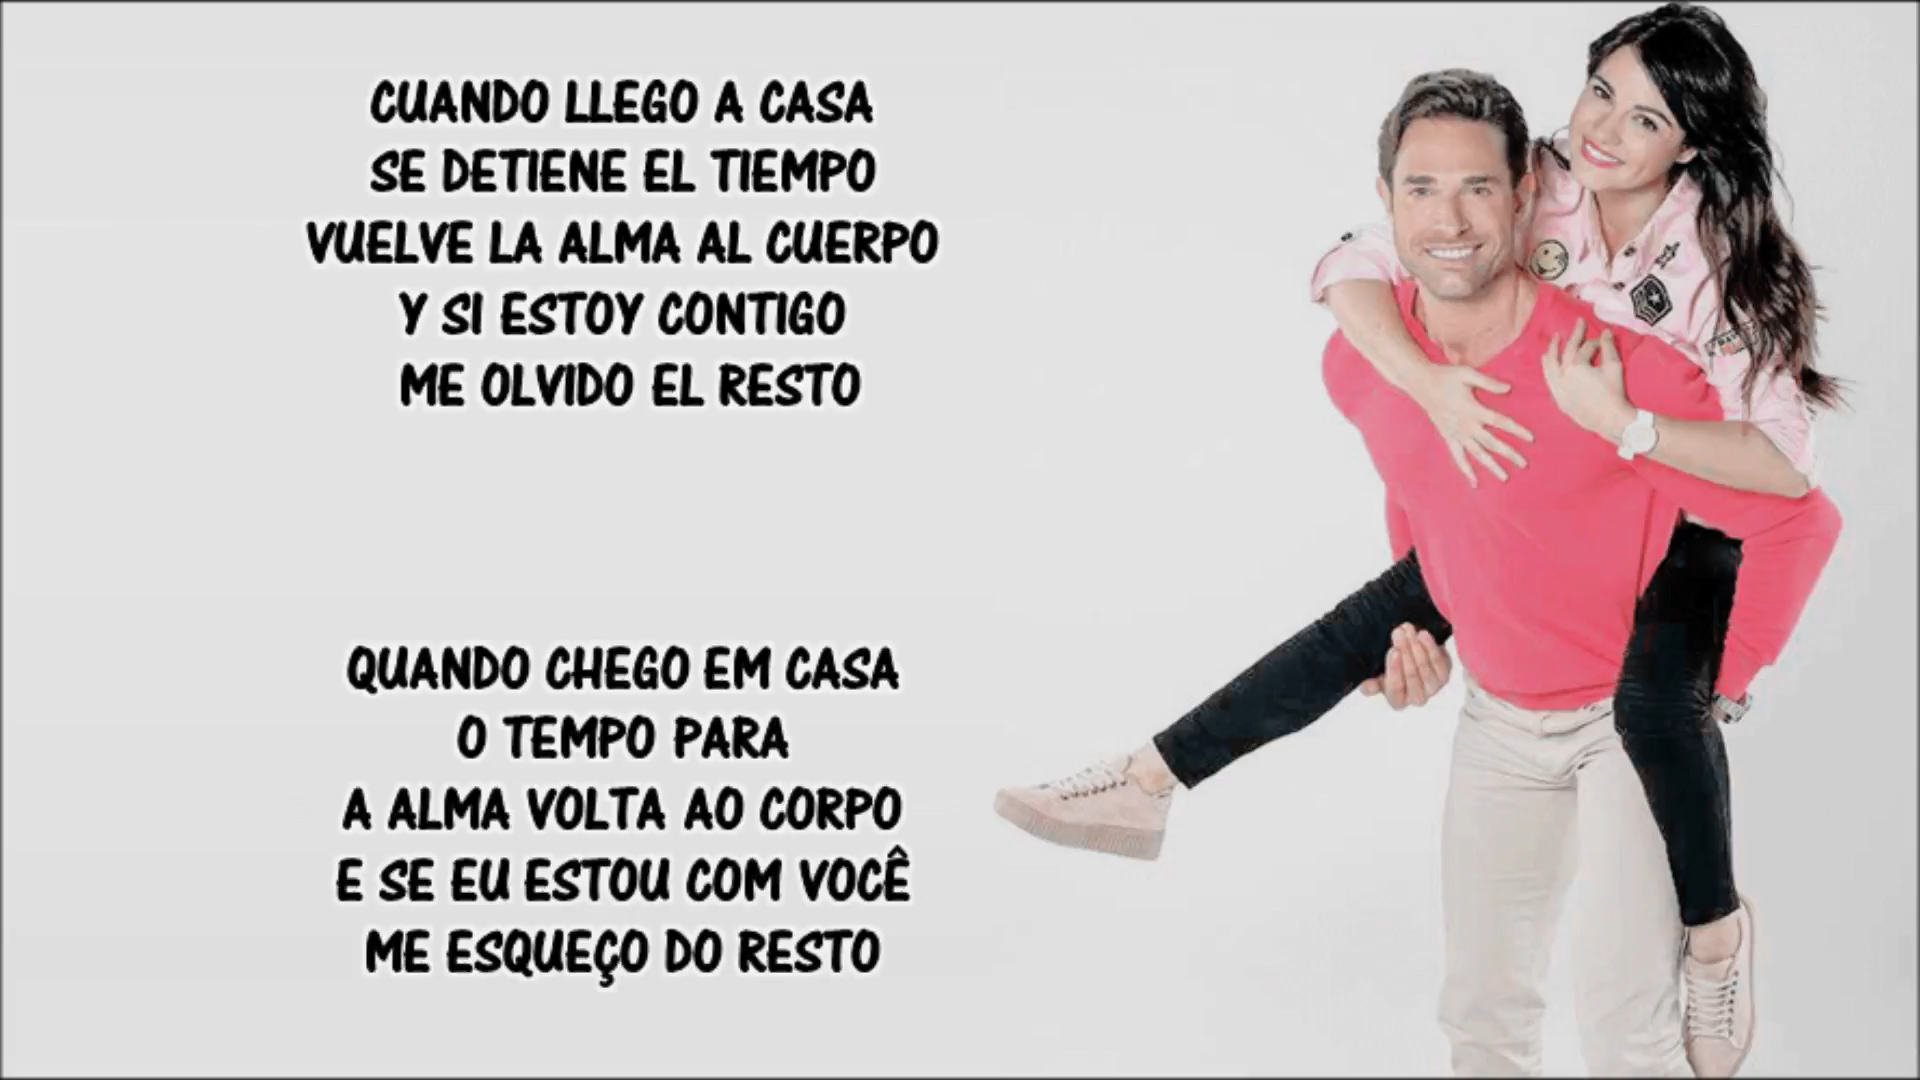 CUANDO LLEGO A CASA
SE DETIENE EL TIEMPO
VUELVE LA ALMA AL CUERPO
Y SI ESTOY CONTIGO
ME OLVIDO EL RESTO
QUANDO CHEGO EM CASA
O TEMPO PARA
A ALMA VOLTA AO CORPO
E SE EU ESTOU COM VOCÊ
ME ESQUEÇO DO RESTO